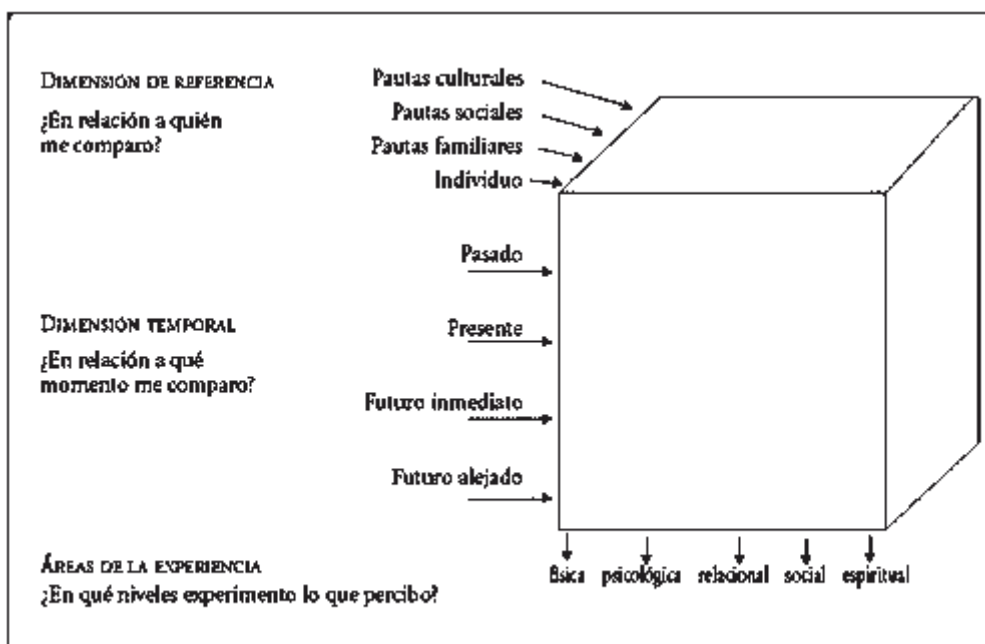 DIMENSIÓN DE REFERENCIA
¿En relación a quién
me comparo?
Pautas culturales
Pautas sociales
Pautas familiares
Individuo
Pasado
DIMENSIÓN TEMPORAL
¿En relación a qué
momento me comparo?
Presente
Futuro inmediato
Futuro alejado
ÁREAS DE LA EXPERIENCIA
¿En qué niveles experimento lo que percibo?
física psicológica relacional social espiritual